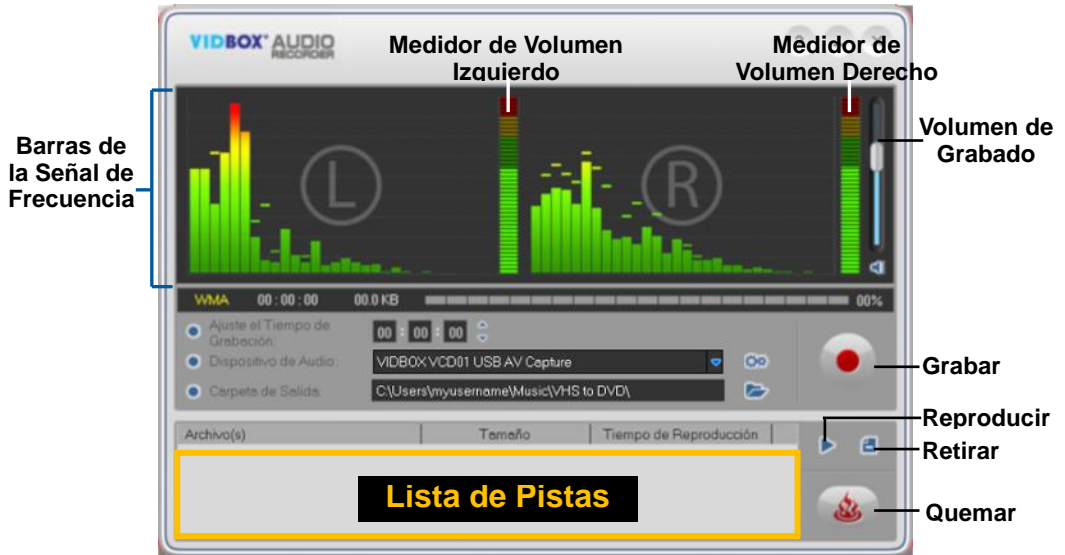 VIDBOX® AUDIO
RECORDER
Medidor de Volumen
Izquierdo
Medidor de
Volumen Derecho
Barras de
la Señal de
Frecuencia
Volumen de
Grabado
L
R
WMA 00:00:00 00.0 KB 00%
Ajuste el Tiempo de
Grabación:
00 : 00 : 00
Dispositivo de Audio: VIDBOX VCD01 USB AV Capture
Carpeta de Salida: C:\Users\myusername\Music\VHS to DVD\
Grabar
Archivo(s) Tamaño Tiempo de Reproducción
Reproducir
Retirar
Lista de Pistas
Quemar